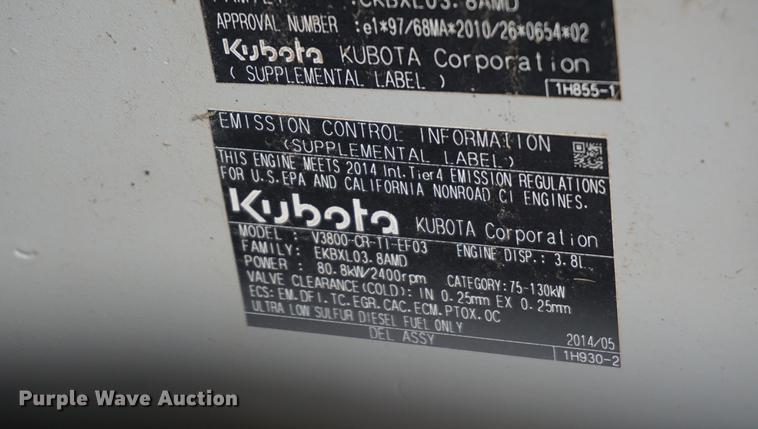 :CKBXL03.8AMD
APPROVAL NUMBER :e1*97/68MA*2010/26*0654*02
Kubota KUBOTA Corporation
( SUPPLEMENTAL LABEL )
1H855-1
EMISSION CONTROL INFORMATION
(SUPPLEMENTAL LABEL)
THIS ENGINE MEETS 2014 Int.Tier4 EMISSION REGULATIONS
FOR U.S.EPA AND CALIFORNIA NONROAD CI ENGINES.
Kubota KUBOTA Corporation
MODEL : V3800-CR-TI-EF03 ENGINE DISP.: 3.8L
FAMILY: EKBXL03.8AMD
POWER : 80.8kW/2400rpm CATEGORY:75-130kW
VALVE CLEARANCE(COLD): IN 0.25mm EX 0.25mm
ECS: EM.DFI.TC.EGR.CAC.ECM.PTOX.OC
ULTRA LOW SULFUR DIESEL FUEL ONLY
2014/05
DEL ASSY
1H930-2
Purple Wave Auction